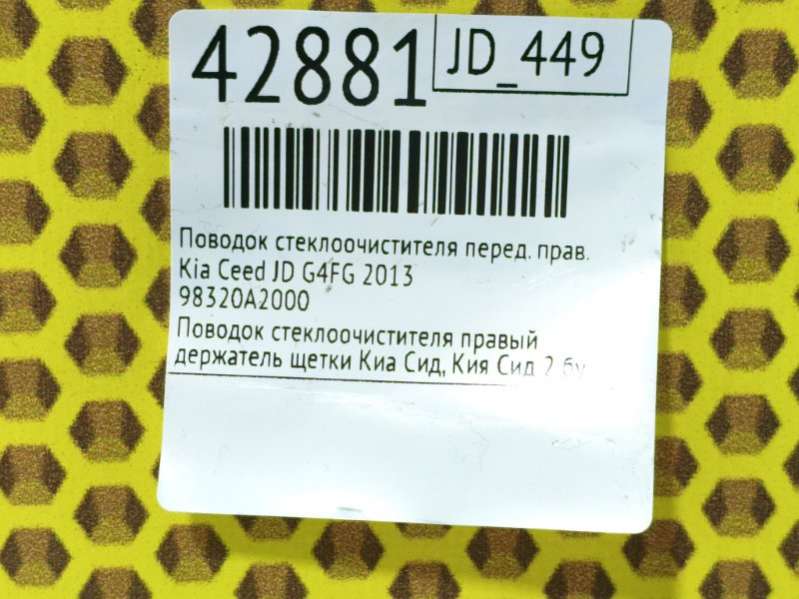 42881
JD_449
Поводок стеклоочистителя перед. прав.
Kia Ceed JD G4FG 2013
98320A2000
Поводок стеклоочистителя правый
держатель щетки Киа Сид, Кия Сид 2 бу